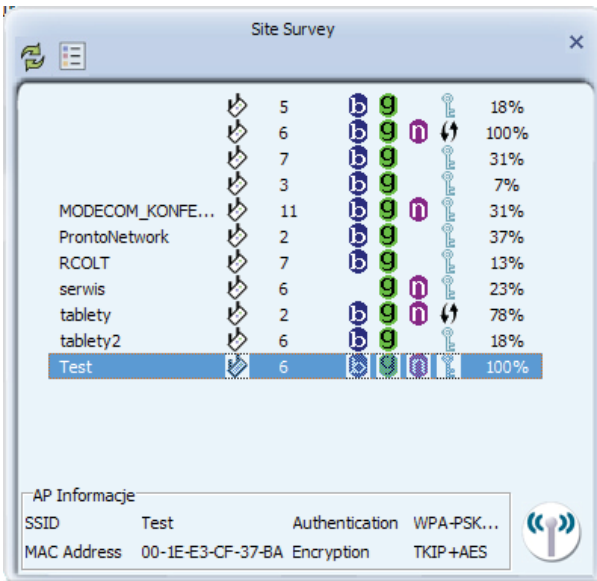 Site Survey
5 b g 18%
6 b g n 100%
7 b g 31%
3 b g 7%
MODECOM_KONFE... 11 b g n 31%
ProntoNetwork 2 b g 37%
RCOLT 7 b g 13%
serwis 6 g n 23%
tablety 2 b g n 78%
tablety2 6 b g 18%
Test 6 b g n 100%
AP Informacje
SSID Test Authentication WPA-PSK...
MAC Address 00-1E-E3-CF-37-BA Encryption TKIP+AES